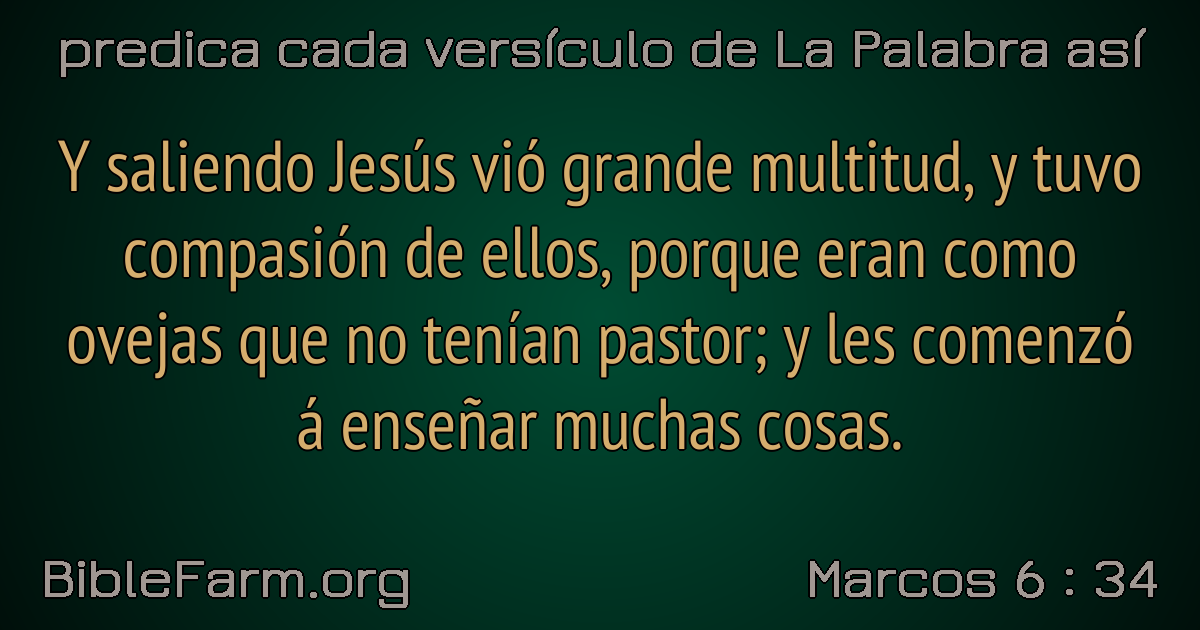 predica cada versículo de La Palabra así
Y saliendo Jesús vió grande multitud, y tuvo
compasión de ellos, porque eran como
ovejas que no tenían pastor; y les comenzó
á enseñar muchas cosas.
BibleFarm.org
Marcos 6 : 34